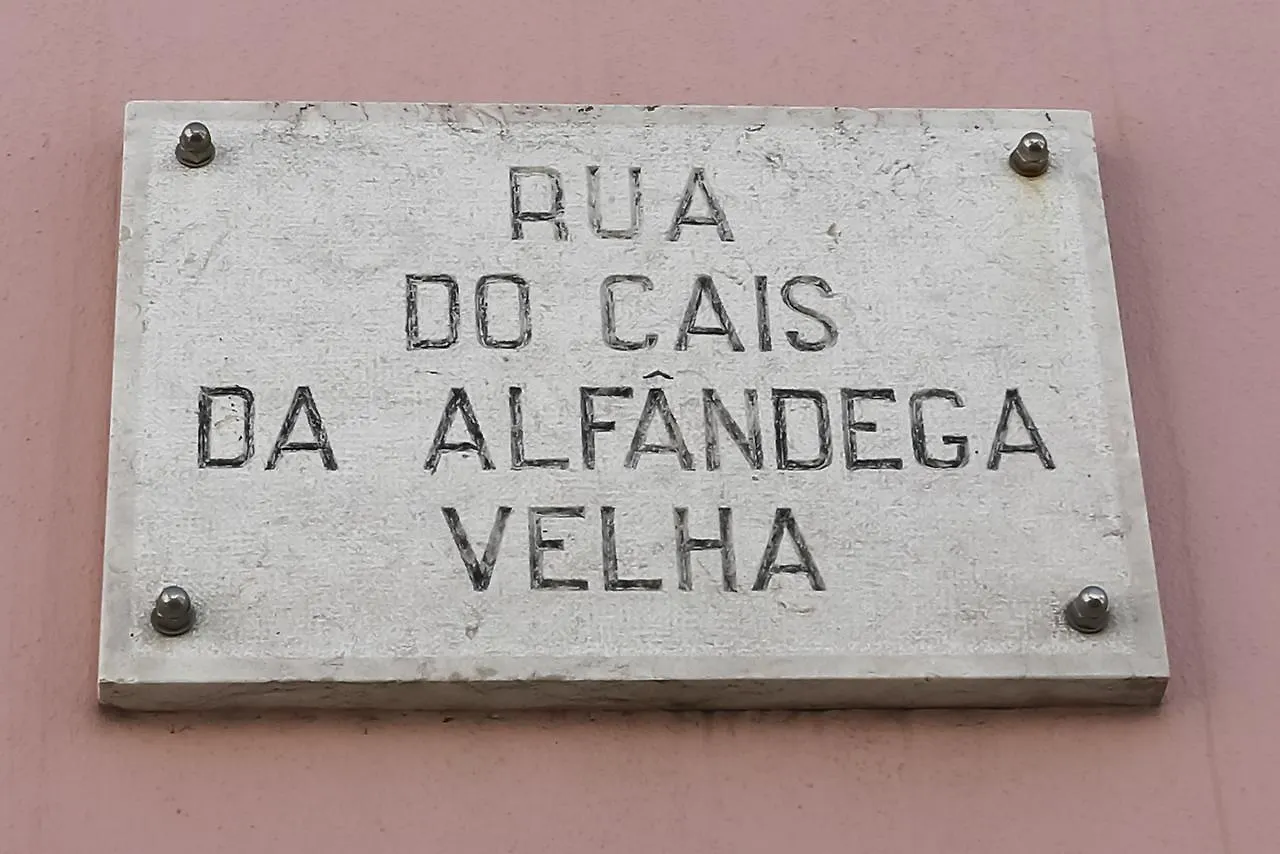 RUA
DO CAIS
DA ALFÂNDEGA
VELHA